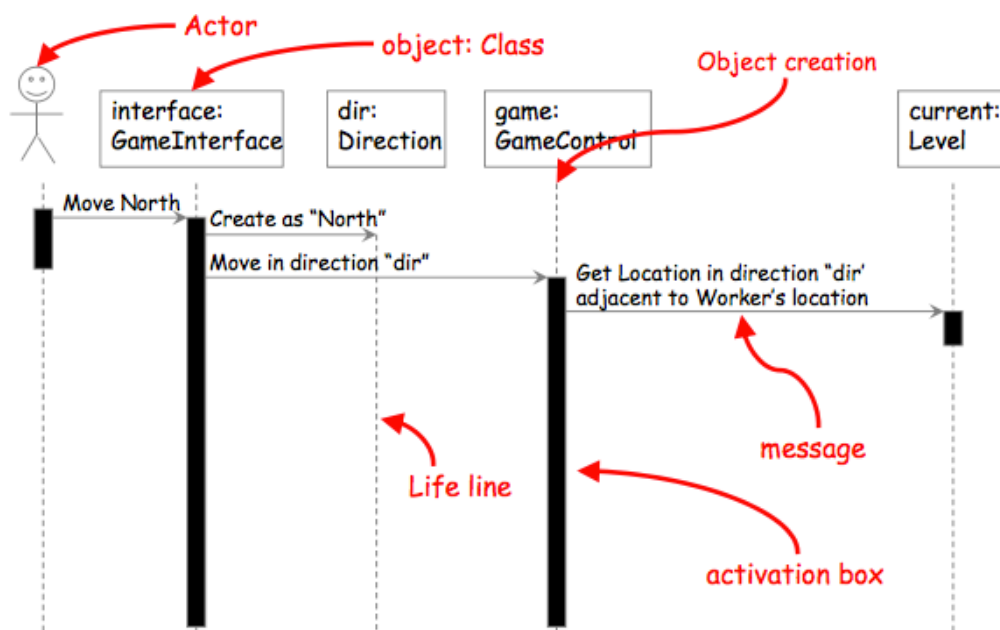 Actor
object: Class
Object creation
interface:
GameInterface
dir:
Direction
game:
GameControl
current:
Level
Move North
Create as “North”
Move in direction “dir”
Get Location in direction “dir’
adjacent to Worker’s location
message
Life line
activation box